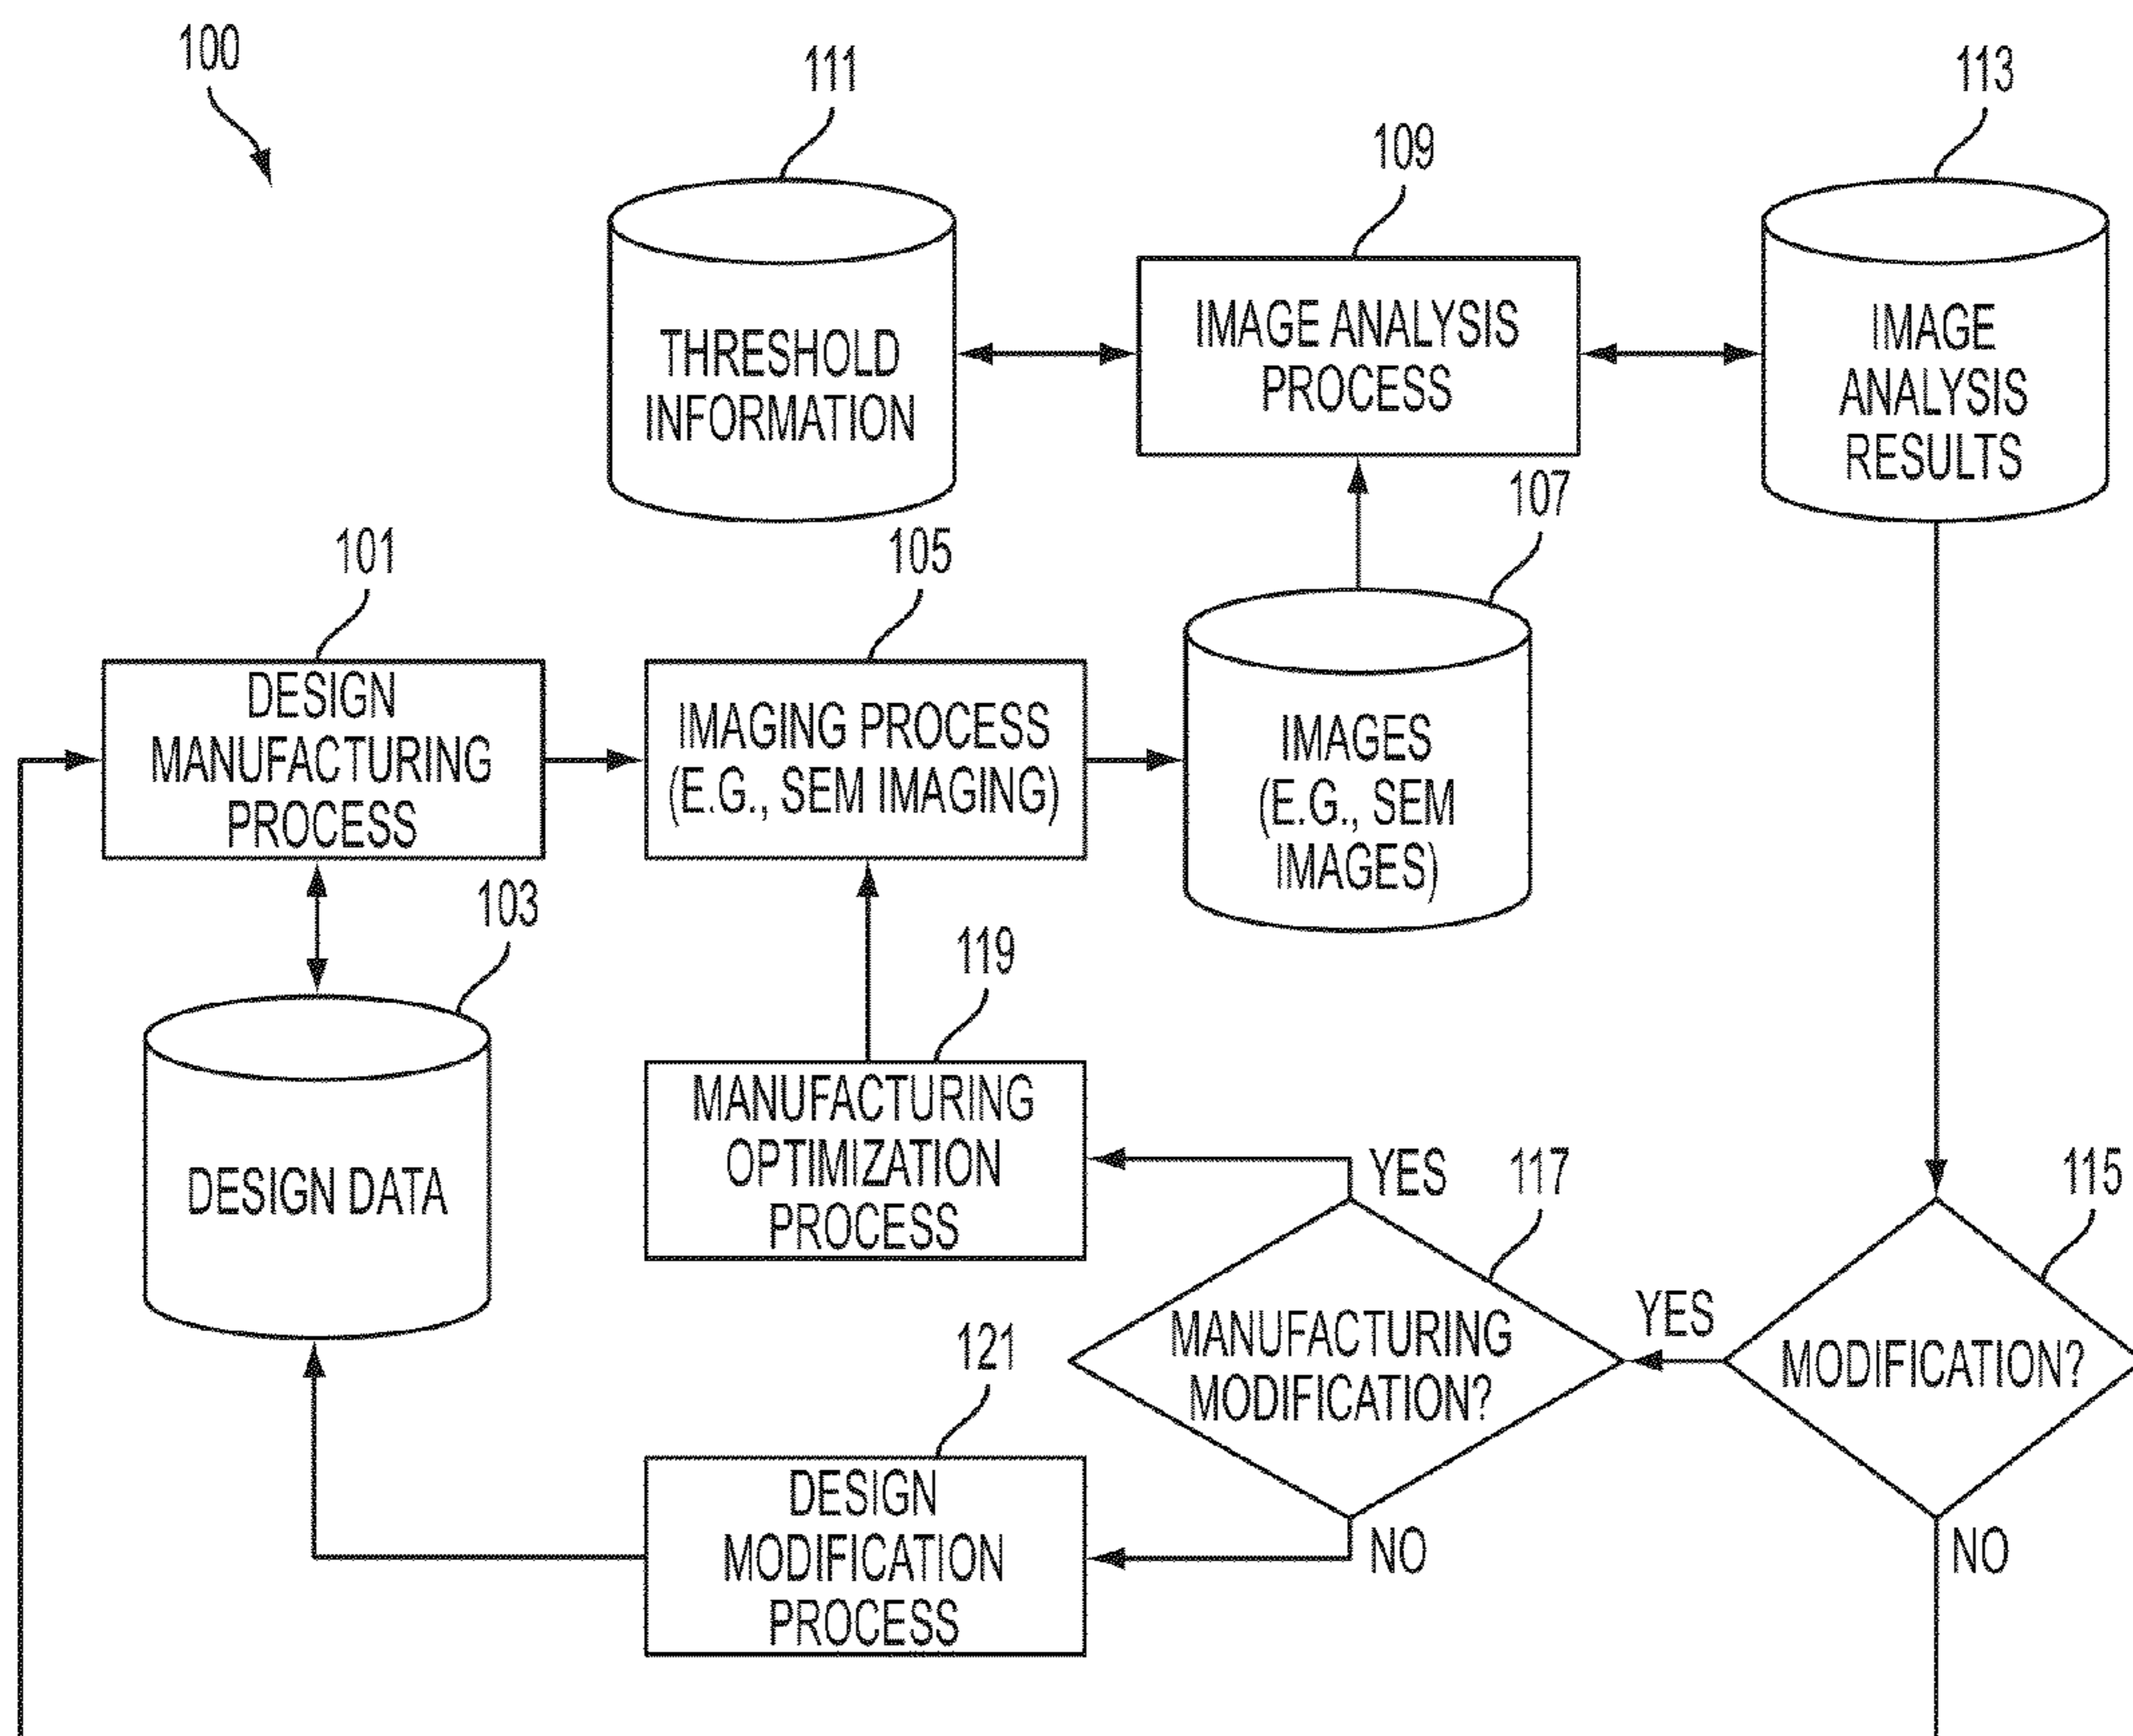 100
111
113
109
THRESHOLD
INFORMATION
IMAGE ANALYSIS
PROCESS
IMAGE
ANALYSIS
RESULTS
107
101
105
DESIGN
MANUFACTURING
PROCESS
IMAGING PROCESS
(E.G., SEM IMAGING)
IMAGES
(E.G., SEM
IMAGES)
103
119
DESIGN DATA
MANUFACTURING
OPTIMIZATION
PROCESS
YES
117
115
MANUFACTURING
MODIFICATION?
YES
MODIFICATION?
121
DESIGN
MODIFICATION
PROCESS
NO
NO